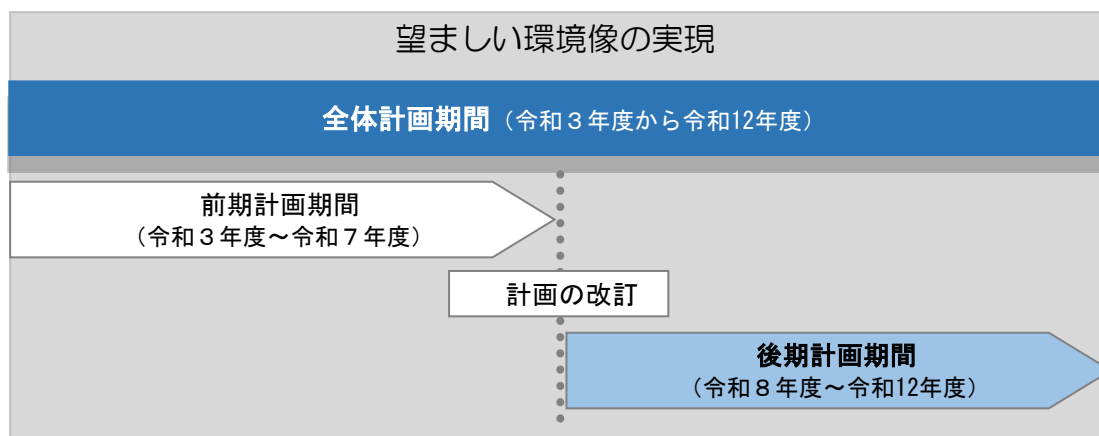 望ましい環境像の実現
全体計画期間（令和３年度から令和12年度）
前期計画期間
（令和３年度～令和７年度）
計画の改訂
後期計画期間
（令和８年度～令和12年度）